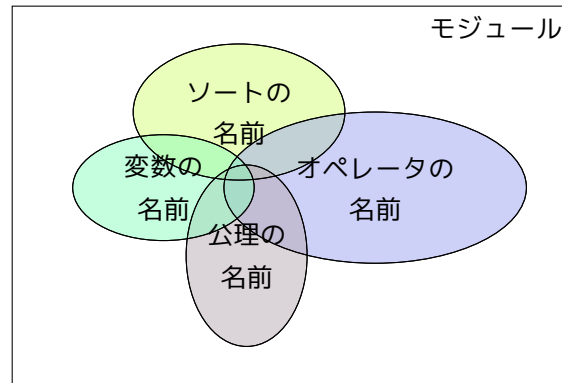 モジュール
ソートの
名前
変数の
名前
オペレータの
名前
公理の
名前